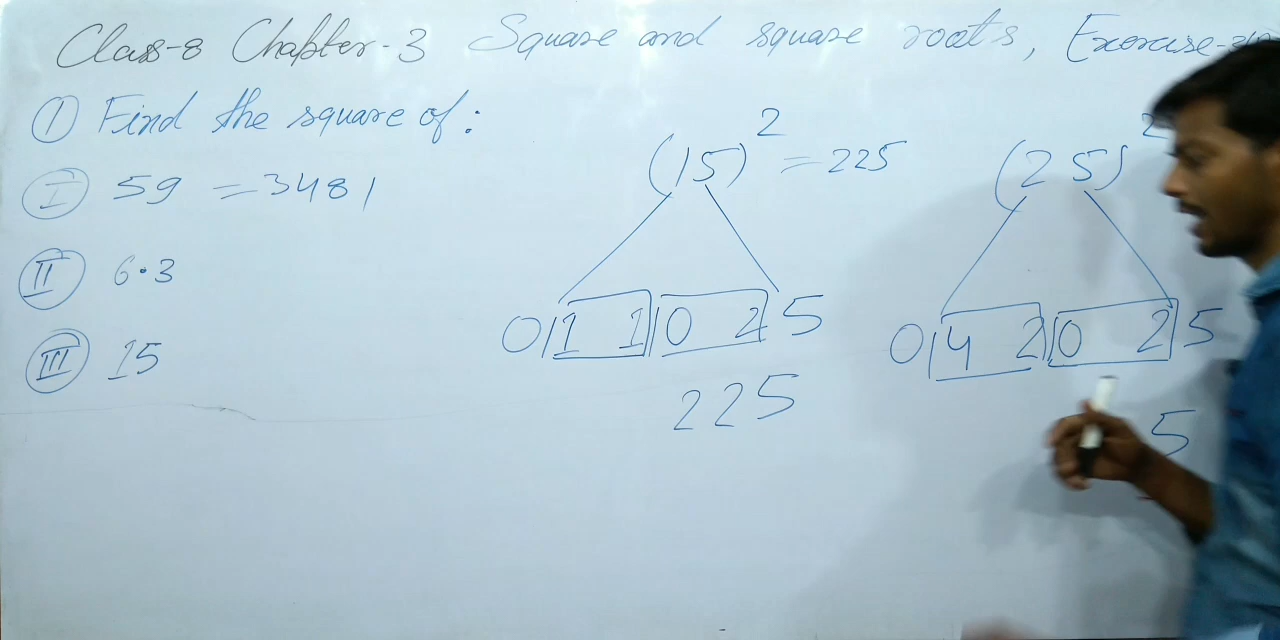 Class-8 Chapter-3 Square and square roots, Exercise-
① Find the square of :
Ⓘ 59 = 3481
Ⅱ 6.3
Ⅲ 15
(15)² = 225
0|1 1|0 2 5
225
(25)²
0|4 2|0 2 5
5